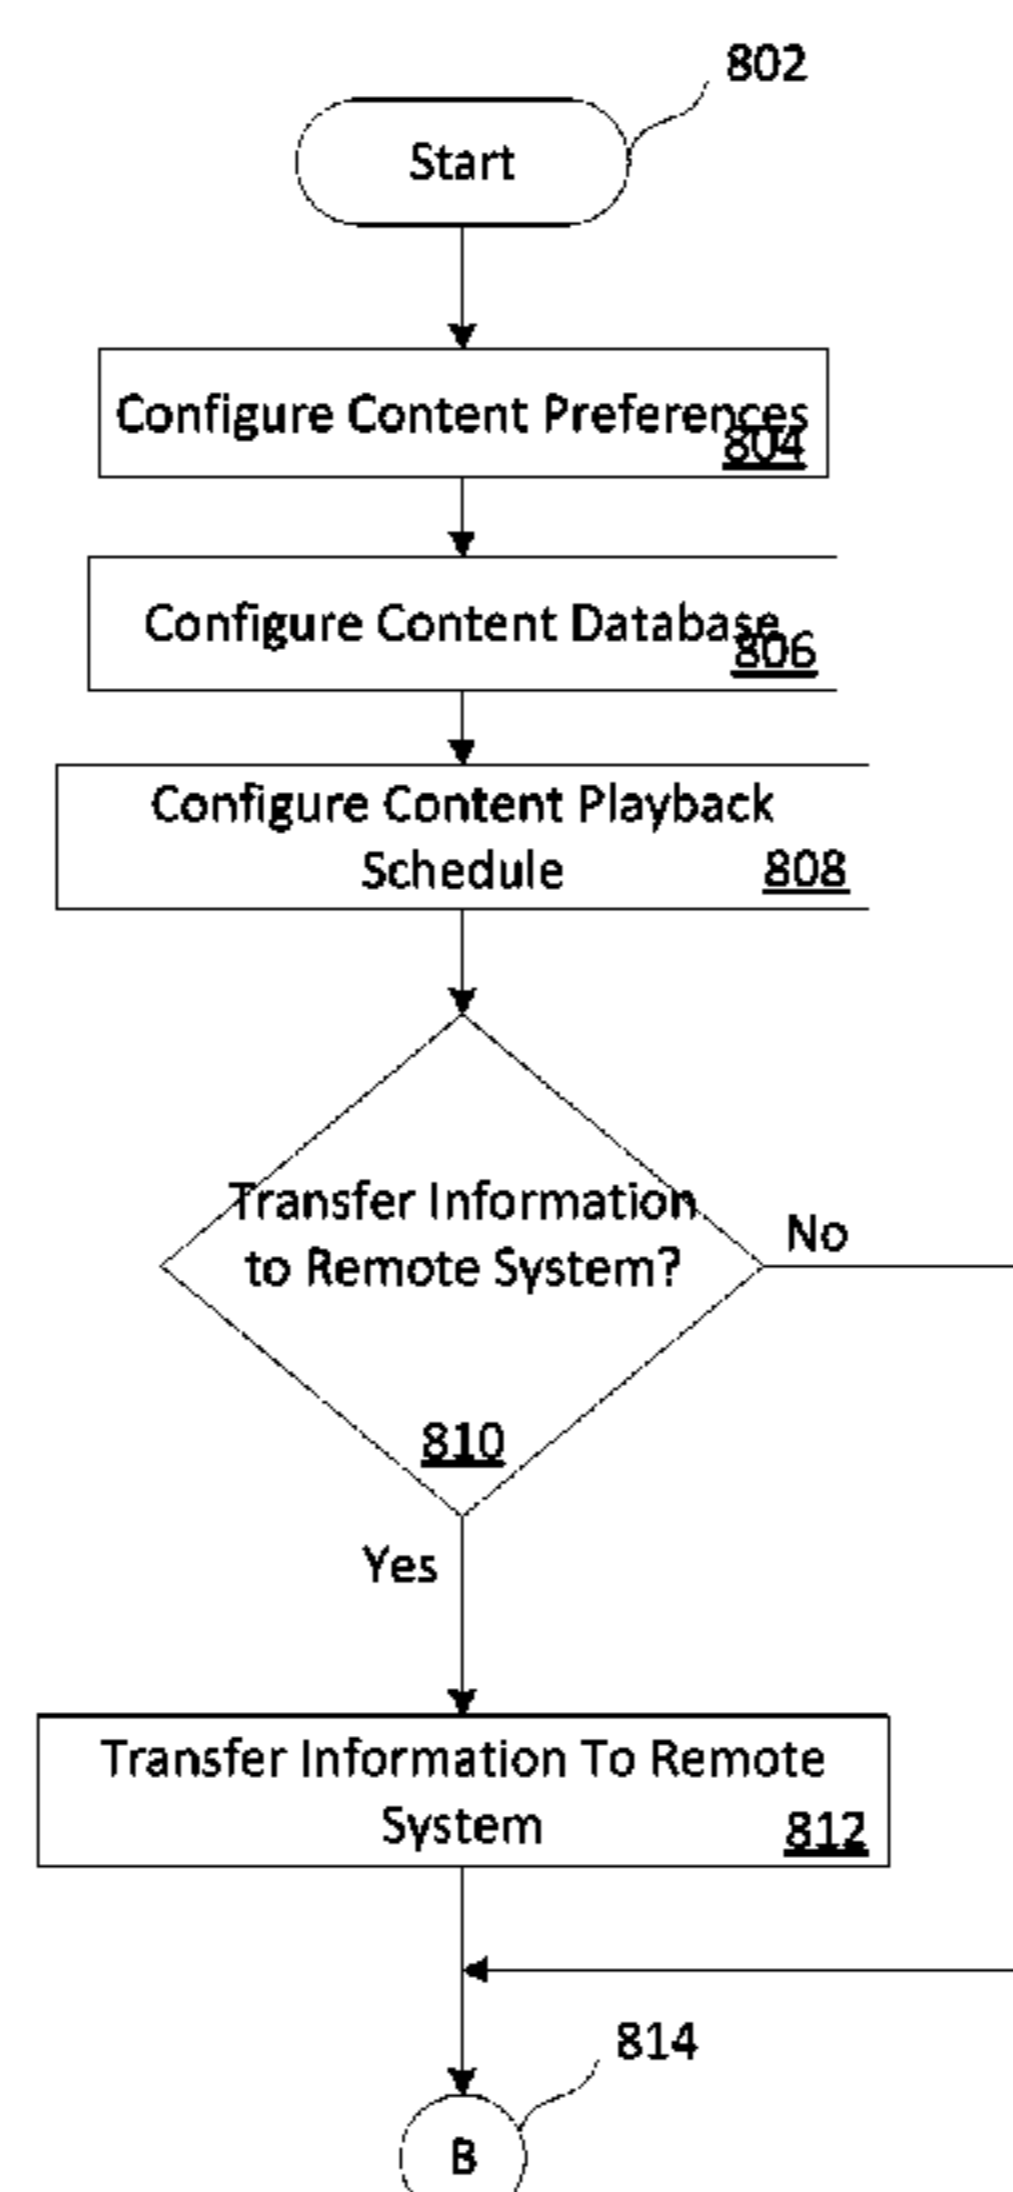 802
Start
Configure Content Preferences
804
Configure Content Database
806
Configure Content Playback
Schedule
808
Transfer Information
to Remote System?
No
810
Yes
Transfer Information To Remote
System
812
814
B